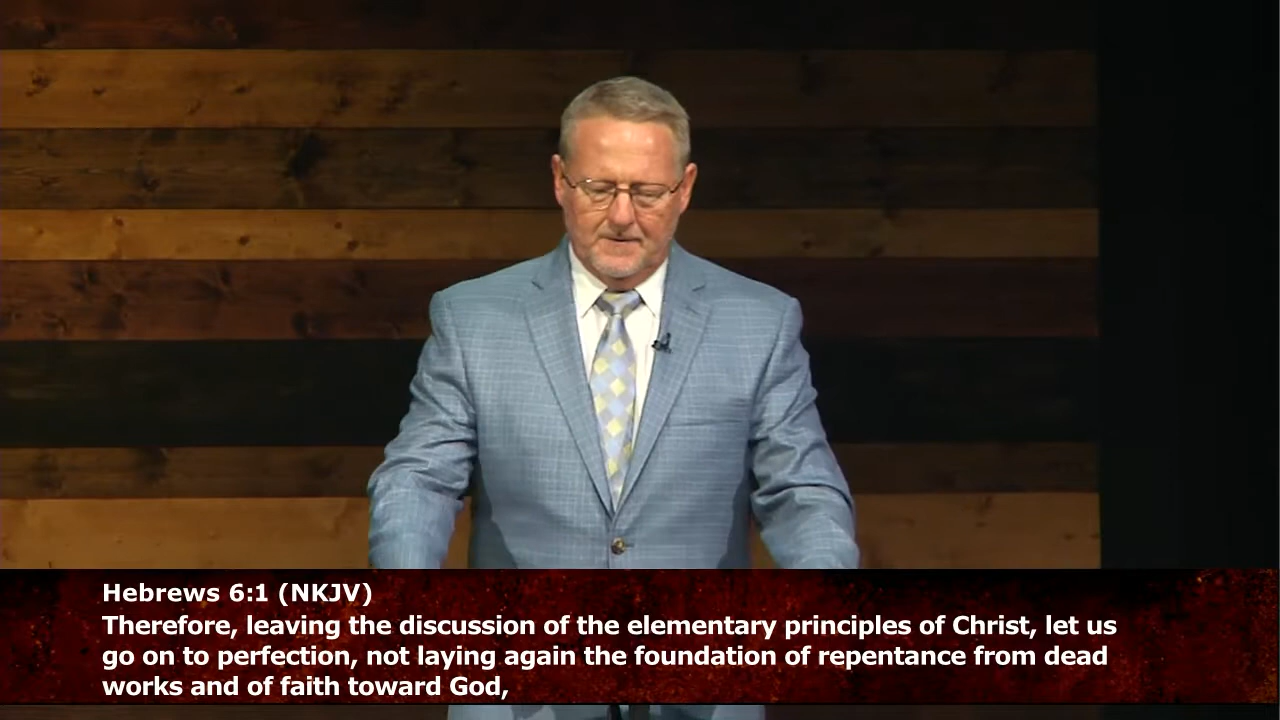 Hebrews 6:1 (NKJV)
Therefore, leaving the discussion of the elementary principles of Christ, let us
go on to perfection, not laying again the foundation of repentance from dead
works and of faith toward God,